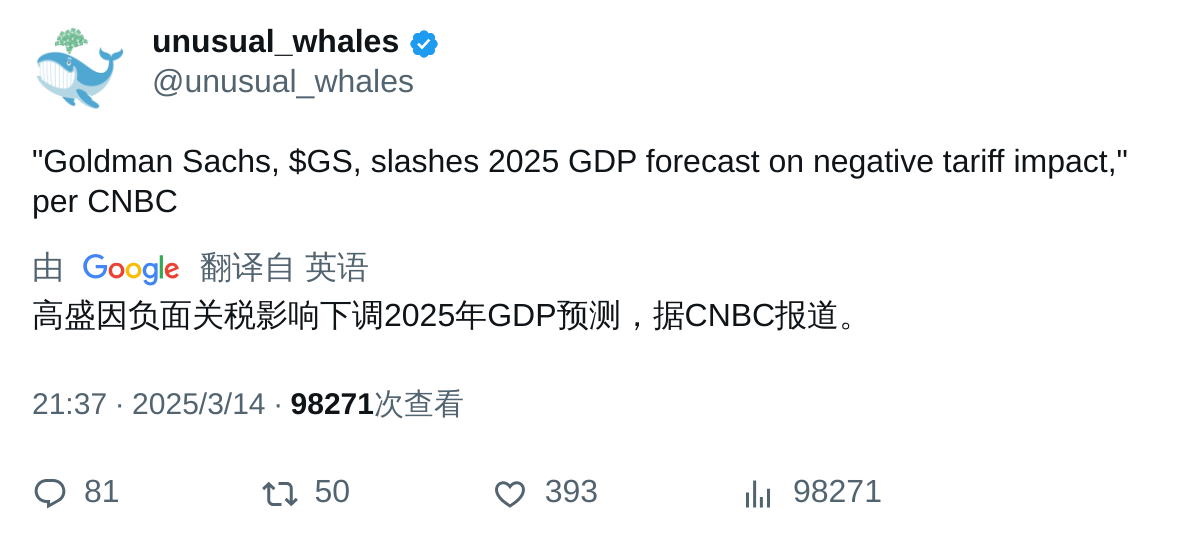 unusual_whales
@unusual_whales
"Goldman Sachs, $GS, slashes 2025 GDP forecast on negative tariff impact,"
per CNBC
由 Google 翻译自 英语
高盛因负面关税影响下调2025年GDP预测，据CNBC报道。
21:37 · 2025/3/14 · 98271次查看
81 50 393 98271